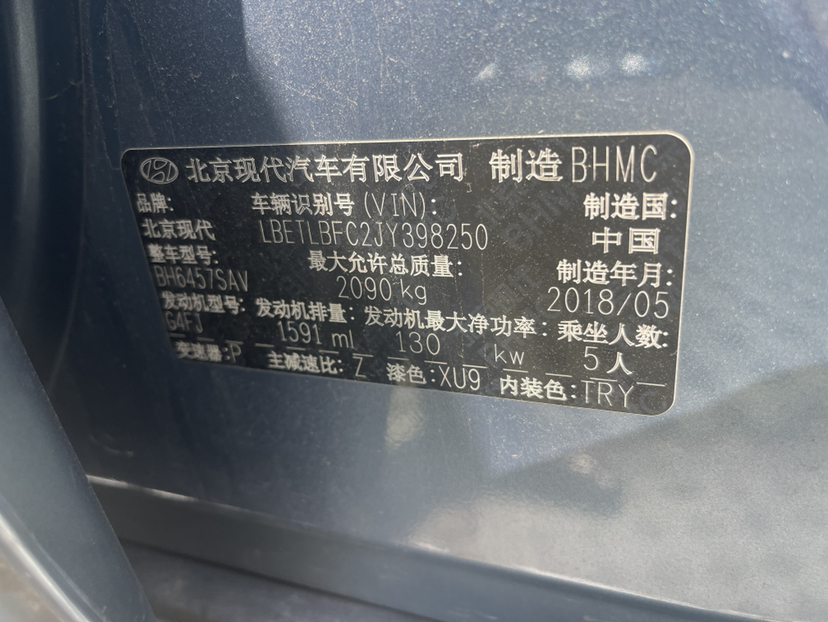 北京现代汽车有限公司 制造 BHMC
品牌: 车辆识别号(VIN): 制造国:
北京现代 LBETLBFC2JY398250 中国
整车型号: 最大允许总质量: 制造年月:
BH6457SAV 2090 kg 2018/05
发动机型号: 发动机排量: 发动机最大净功率: 乘坐人数:
G4FJ 1591 ml 130 kw 5人
变速器:P 主减速比: Z 漆色:XU9 内装色:TRY